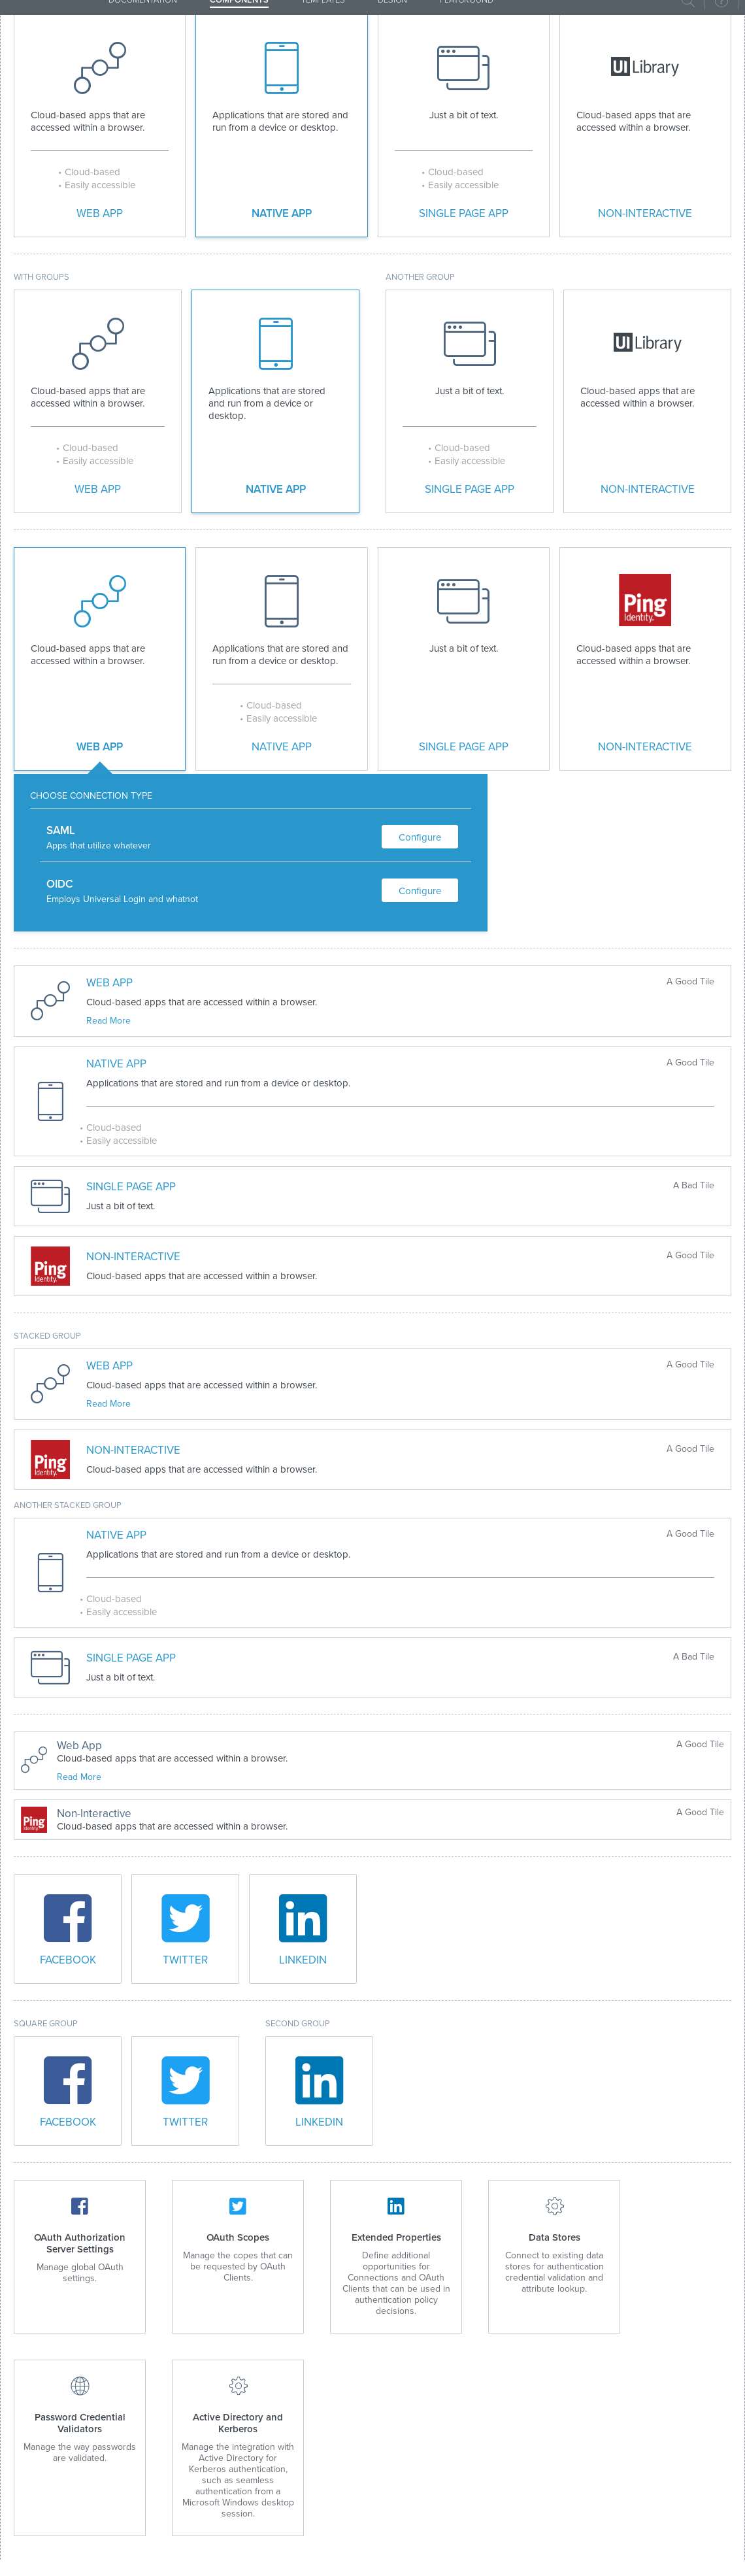 DOCUMENTATION COMPONENTS TEMPLATES DESIGN PLAYGROUND
UI Library
Cloud-based apps that are
accessed within a browser.
• Cloud-based
• Easily accessible
WEB APP
Applications that are stored and
run from a device or desktop.
NATIVE APP
Just a bit of text.
• Cloud-based
• Easily accessible
SINGLE PAGE APP
Cloud-based apps that are
accessed within a browser.
NON-INTERACTIVE
WITH GROUPS
Cloud-based apps that are
accessed within a browser.
• Cloud-based
• Easily accessible
WEB APP
Applications that are stored
and run from a device or
desktop.
NATIVE APP
ANOTHER GROUP
Just a bit of text.
• Cloud-based
• Easily accessible
SINGLE PAGE APP
UI Library
Cloud-based apps that are
accessed within a browser.
NON-INTERACTIVE
Cloud-based apps that are
accessed within a browser.
WEB APP
Applications that are stored and
run from a device or desktop.
• Cloud-based
• Easily accessible
NATIVE APP
Just a bit of text.
SINGLE PAGE APP
Ping
Identity.
Cloud-based apps that are
accessed within a browser.
NON-INTERACTIVE
CHOOSE CONNECTION TYPE
SAML
Apps that utilize whatever
Configure
OIDC
Employs Universal Login and whatnot
Configure
WEB APP
A Good Tile
Cloud-based apps that are accessed within a browser.
Read More
NATIVE APP
A Good Tile
Applications that are stored and run from a device or desktop.
• Cloud-based
• Easily accessible
SINGLE PAGE APP
A Bad Tile
Just a bit of text.
Ping
Identity.
NON-INTERACTIVE
A Good Tile
Cloud-based apps that are accessed within a browser.
STACKED GROUP
WEB APP
A Good Tile
Cloud-based apps that are accessed within a browser.
Read More
Ping
Identity.
NON-INTERACTIVE
A Good Tile
Cloud-based apps that are accessed within a browser.
ANOTHER STACKED GROUP
NATIVE APP
A Good Tile
Applications that are stored and run from a device or desktop.
• Cloud-based
• Easily accessible
SINGLE PAGE APP
A Bad Tile
Just a bit of text.
Web App
A Good Tile
Cloud-based apps that are accessed within a browser.
Read More
Ping
Identity.
Non-Interactive
A Good Tile
Cloud-based apps that are accessed within a browser.
FACEBOOK
TWITTER
in
LINKEDIN
SQUARE GROUP
FACEBOOK
TWITTER
SECOND GROUP
in
LINKEDIN
OAuth Authorization
Server Settings
Manage global OAuth
settings.
OAuth Scopes
Manage the copes that can
be requested by OAuth
Clients.
in
Extended Properties
Define additional
opportunities for
Connections and OAuth
Clients that can be used in
authentication policy
decisions.
Data Stores
Connect to existing data
stores for authentication
credential validation and
attribute lookup.
Password Credential
Validators
Manage the way passwords
are validated.
Active Directory and
Kerberos
Manage the integration with
Active Directory for
Kerberos authentication,
such as seamless
authentication from a
Microsoft Windows desktop
session.